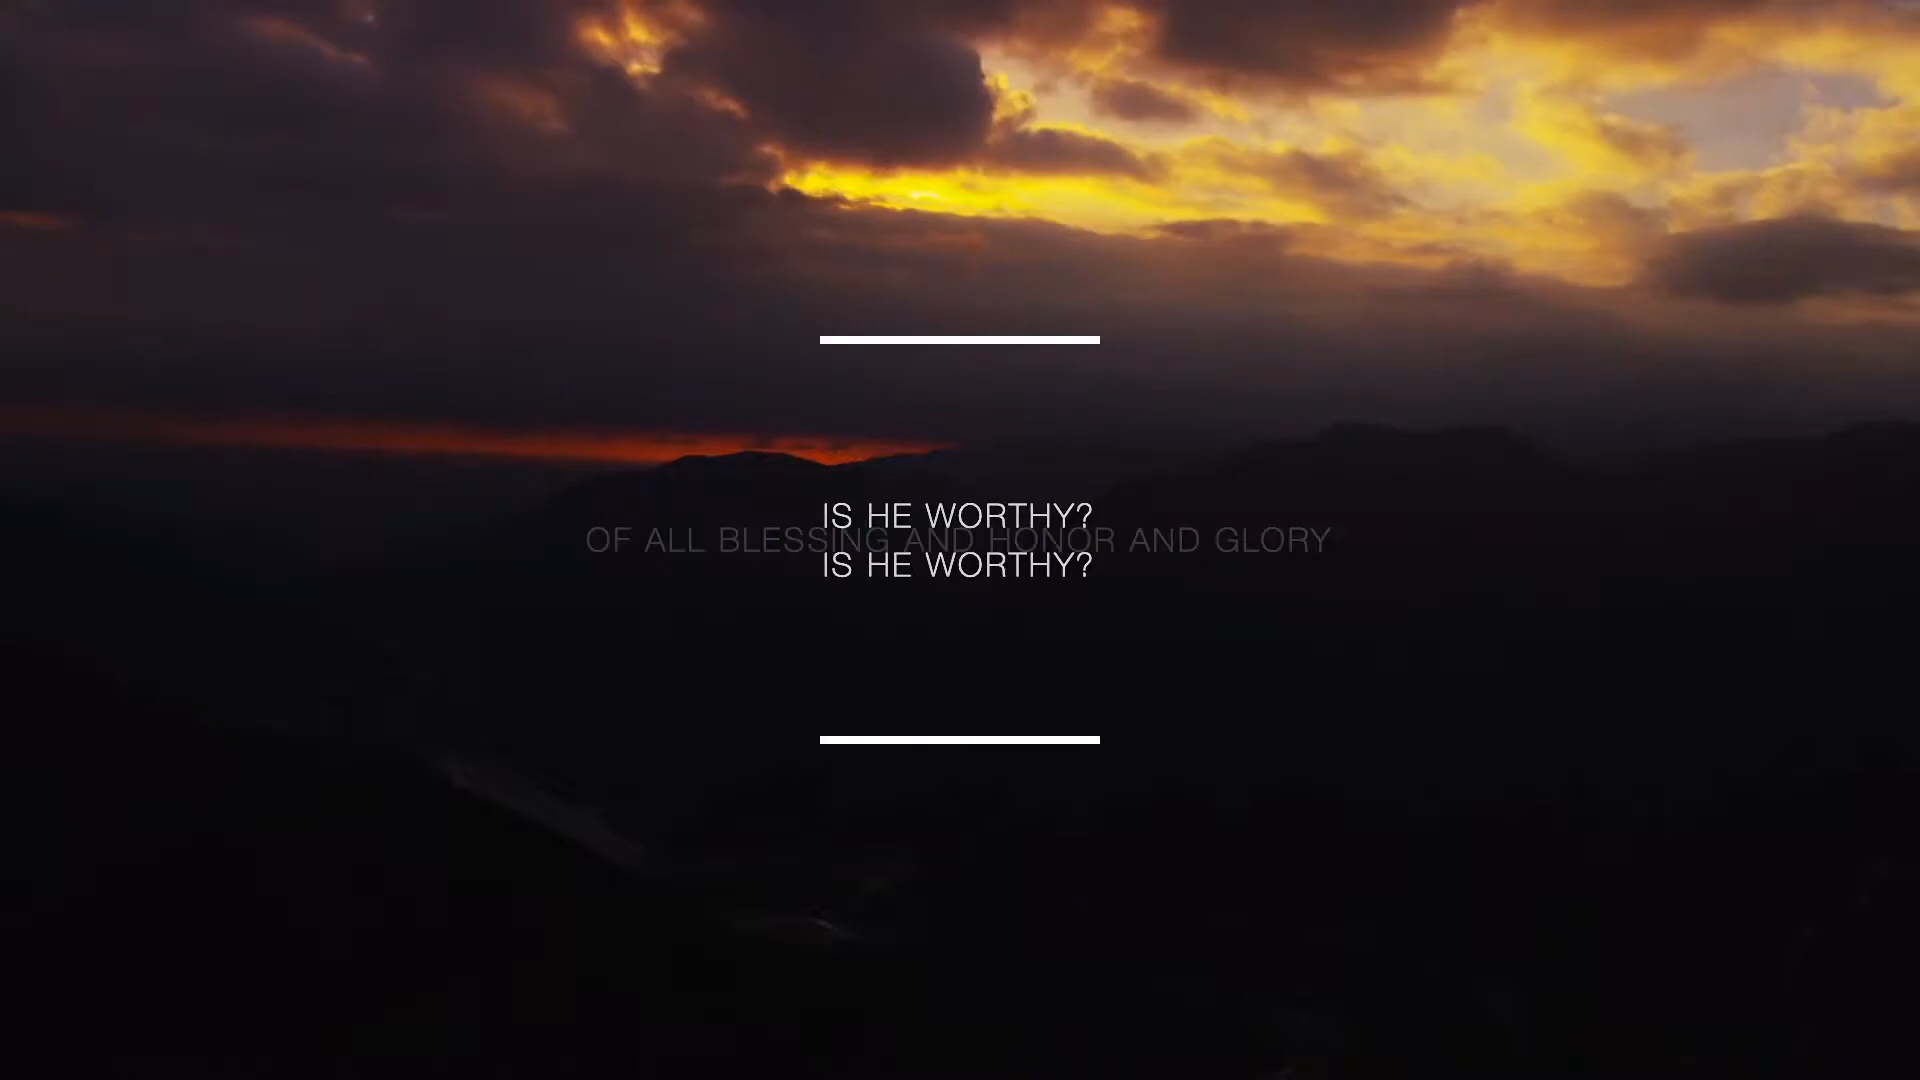 IS HE WORTHY?
OF ALL BLESSING AND HONOR AND GLORY
IS HE WORTHY?